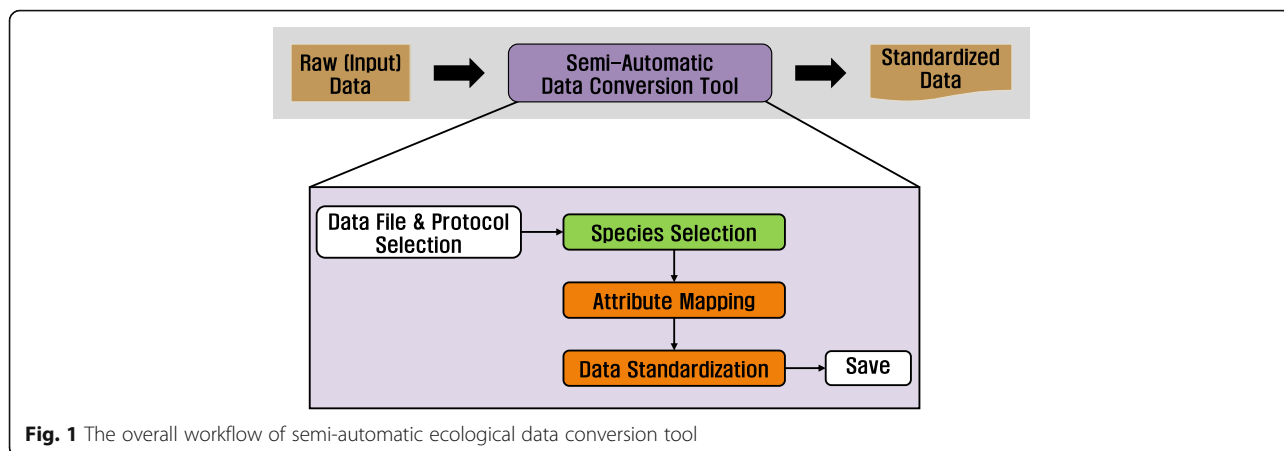 Raw (Input)
Data
Semi-Automatic
Data Conversion Tool
Standardized
Data
Data File & Protocol
Selection
Species Selection
Attribute Mapping
Data Standardization
Save
Fig. 1 The overall workflow of semi-automatic ecological data conversion tool